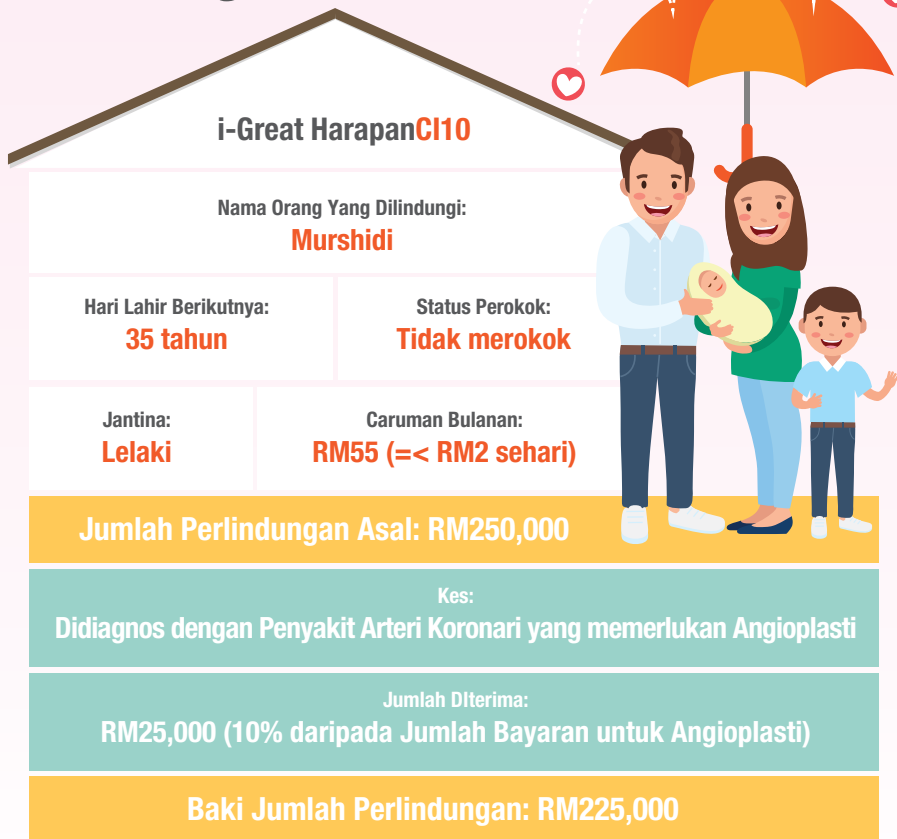 i-Great HarapanCI10
Nama Orang Yang Dilindungi:
Murshidi
Hari Lahir Berikutnya:
35 tahun
Status Perokok:
Tidak merokok
Jantina:
Lelaki
Caruman Bulanan:
RM55 (=< RM2 sehari)
Jumlah Perlindungan Asal: RM250,000
Kes:
Didiagnos dengan Penyakit Arteri Koronari yang memerlukan Angioplasti
Jumlah DIterima:
RM25,000 (10% daripada Jumlah Bayaran untuk Angioplasti)
Baki Jumlah Perlindungan: RM225,000